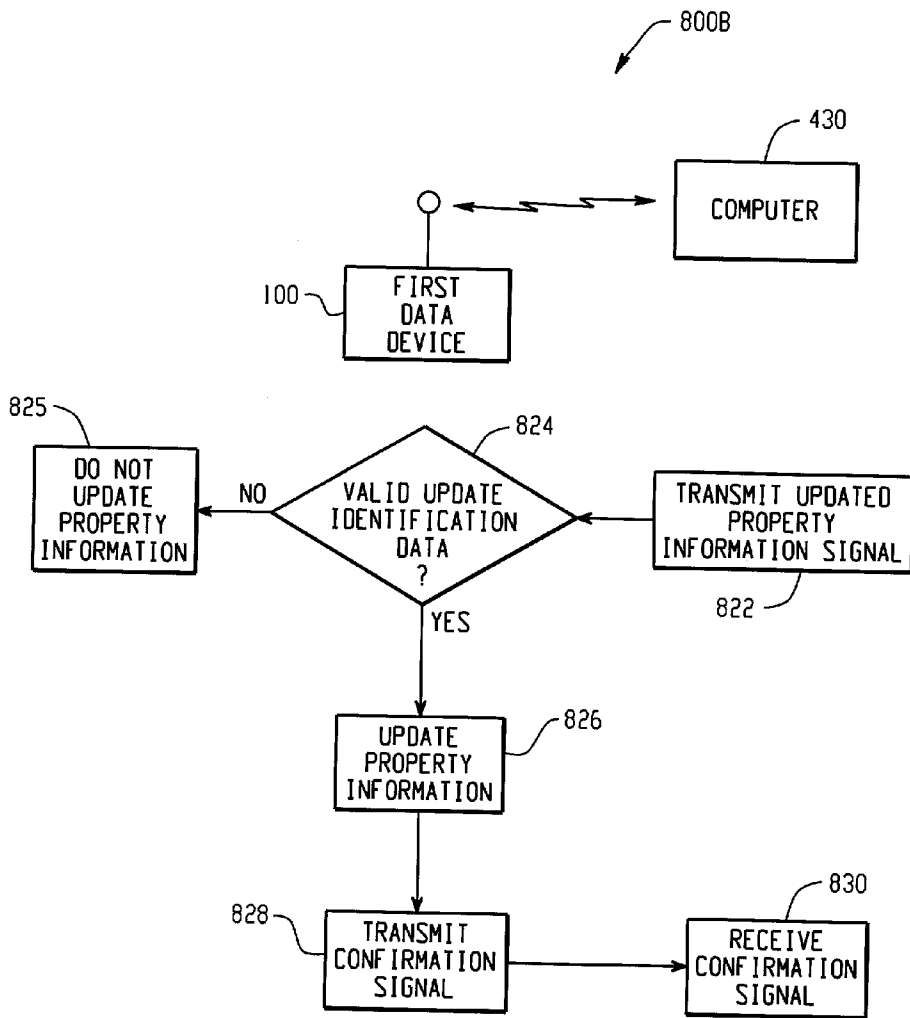 800B
430
COMPUTER
100
FIRST
DATA
DEVICE
825
DO NOT
UPDATE
PROPERTY
INFORMATION
NO
824
VALID UPDATE
IDENTIFICATION
DATA
?
YES
TRANSMIT UPDATED
PROPERTY
INFORMATION SIGNAL
822
826
UPDATE
PROPERTY
INFORMATION
828
TRANSMIT
CONFIRMATION
SIGNAL
830
RECEIVE
CONFIRMATION
SIGNAL